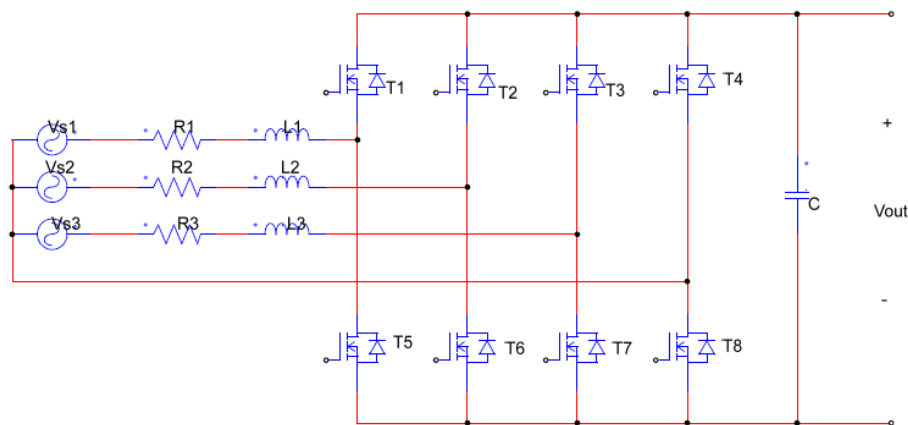 T1
T2
T3
T4
Vs1
R1
L1
Vs2
R2
L2
Vs3
R3
L3
+
C
Vout
-
T5
T6
T7
T8